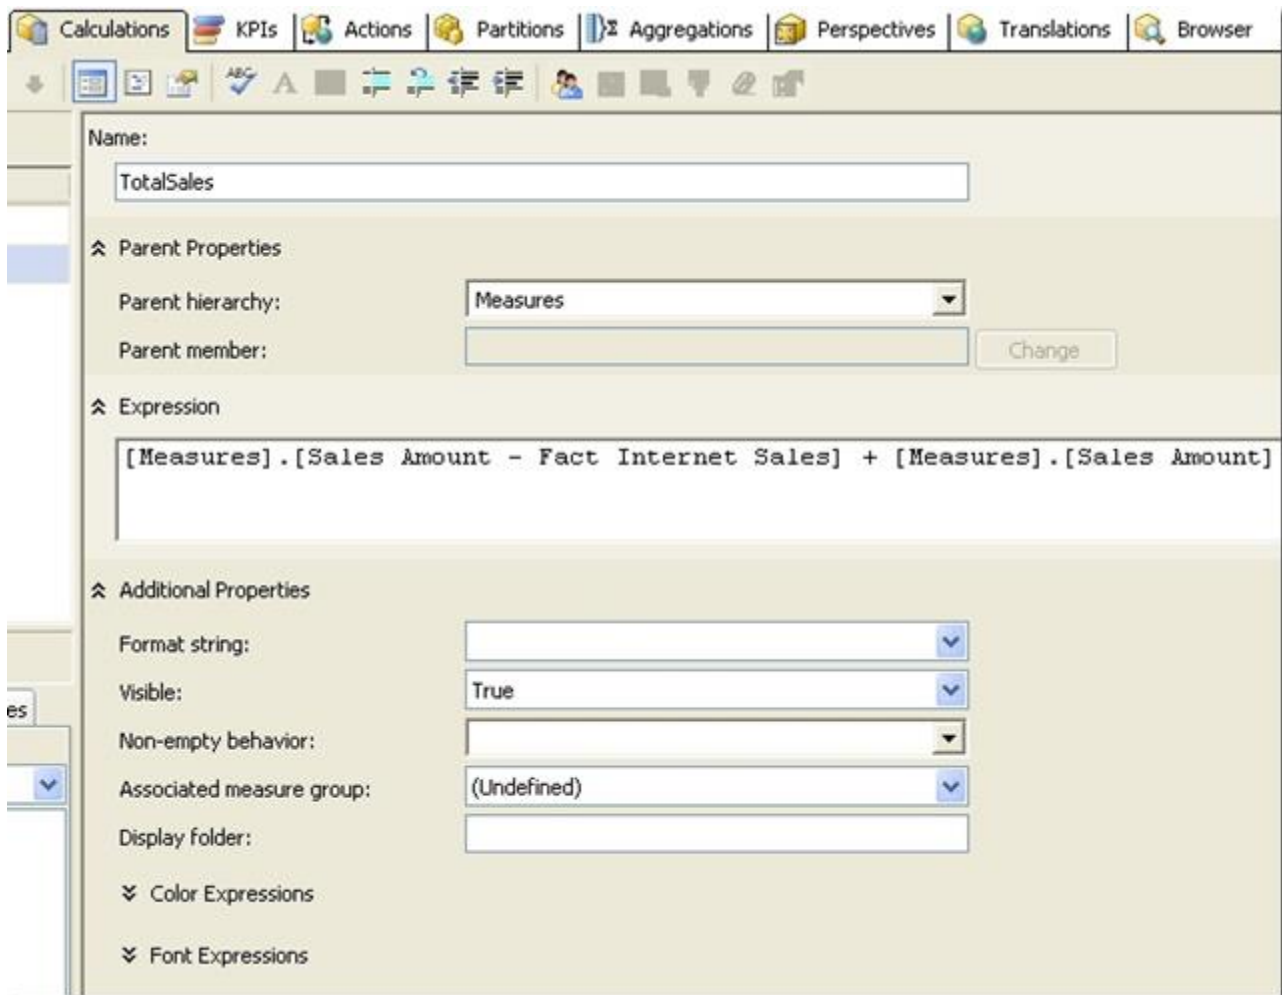 Calculations KPIs Actions Partitions Aggregations Perspectives Translations Browser
ABC A
Name:
TotalSales
Parent Properties
Parent hierarchy: Measures
Parent member: Change
Expression
[Measures].[Sales Amount - Fact Internet Sales] + [Measures].[Sales Amount]
Additional Properties
Format string:
Visible: True
es
Non-empty behavior:
Associated measure group: (Undefined)
Display folder:
Color Expressions
Font Expressions